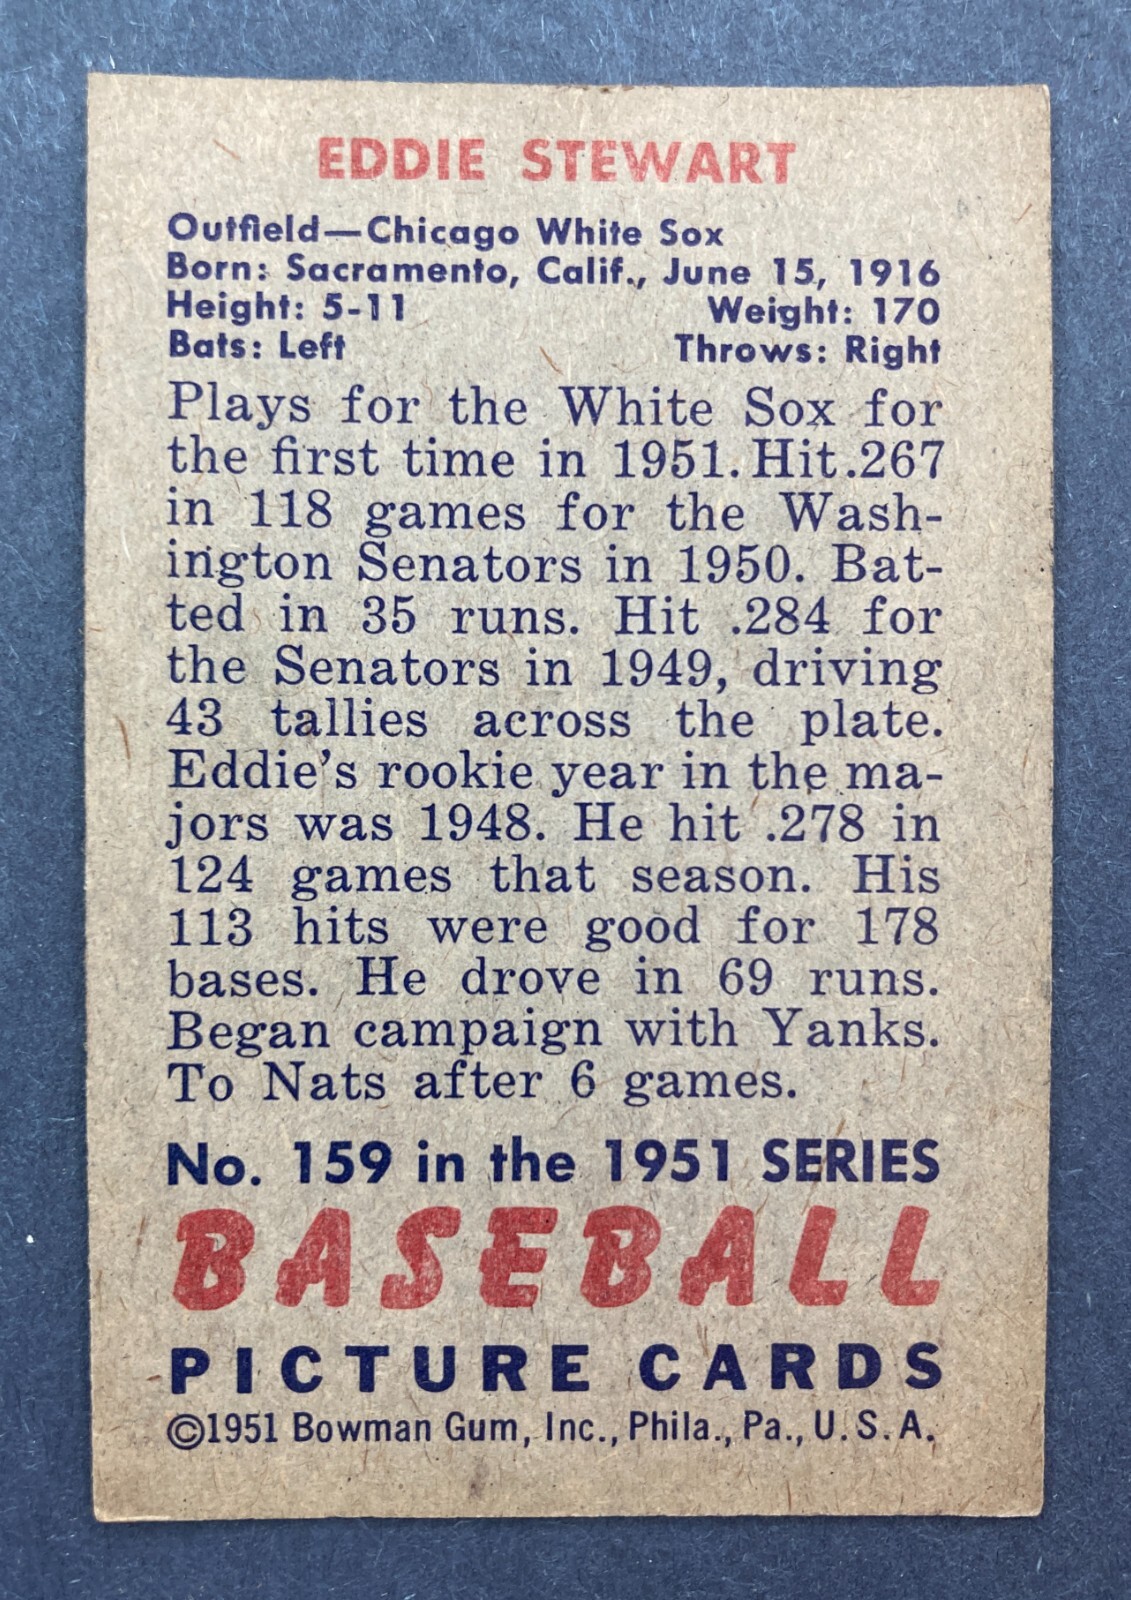 EDDIE STEWART
Outfield—Chicago White Sox
Born: Sacramento, Calif., June 15, 1916
Height: 5-11 Weight: 170
Bats: Left Throws: Right
Plays for the White Sox for
the first time in 1951. Hit .267
in 118 games for the Wash-
ington Senators in 1950. Bat-
ted in 35 runs. Hit .284 for
the Senators in 1949, driving
43 tallies across the plate.
Eddie's rookie year in the ma-
jors was 1948. He hit .278 in
124 games that season. His
113 hits were good for 178
bases. He drove in 69 runs.
Began campaign with Yanks.
To Nats after 6 games.
No. 159 in the 1951 SERIES
BASEBALL
PICTURE CARDS
©1951 Bowman Gum, Inc., Phila., Pa., U.S.A.